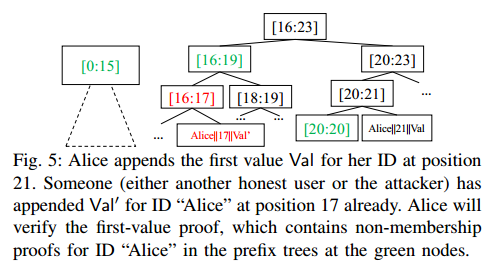 [16:23]
[0:15]
[16:19]
[20:23]
[16:17]
[18:19]
[20:21]
...
...
...
...
Alice||17||Val'
[20:20]
Alice||21||Val
Fig. 5: Alice appends the first value Val for her ID at position
21. Someone (either another honest user or the attacker) has
appended Val′ for ID “Alice” at position 17 already. Alice will
verify the first-value proof, which contains non-membership
proofs for ID “Alice” in the prefix trees at the green nodes.